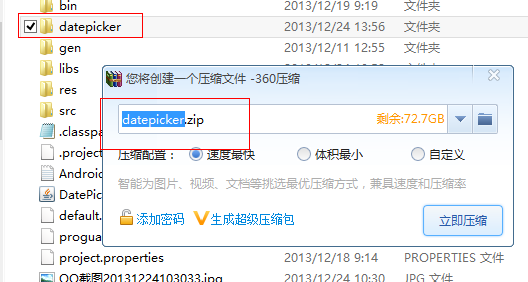 bin 2013/12/19 9:15 文件夹
datepicker 2013/12/24 13:56 文件夹
gen 2013/12/11 12:55 文件夹
libs
res
src
您将创建一个压缩文件 -360压缩
.classpa
datepicker.zip 剩余:72.7GB
.project
压缩配置： 速度最快 体积最小 自定义
Android
智能为图片、视频、文档等挑选最优压缩方式，兼具速度和压缩率
DatePic
default.
添加密码 生成超级压缩包 立即压缩
progua
project.properties 2013/12/18 9:14 PROPERTIES 文件
QQ截图20131224103033.jpg 2013/12/24 10:30 JPG 文件